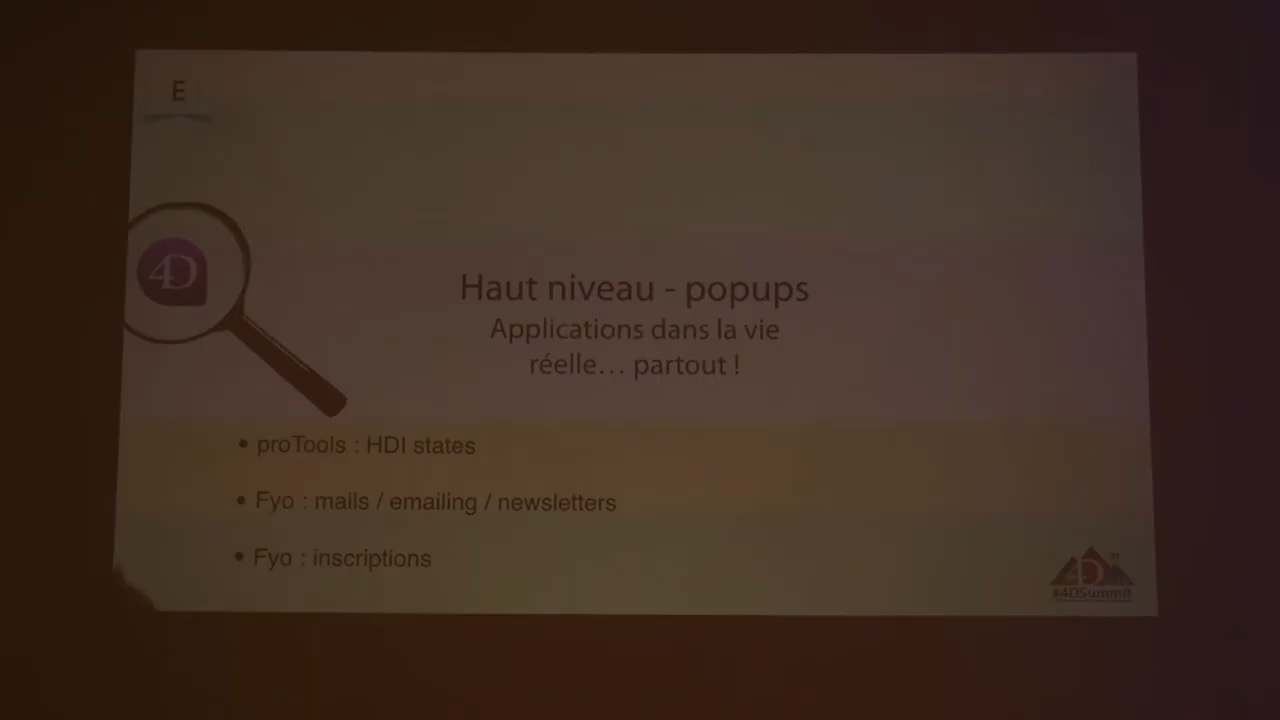 E
4D
Haut niveau - popups
Applications dans la vie
réelle... partout !
• proTools : HDI states
• Fyo : mails / emailing / newsletters
• Fyo : inscriptions
4D
#4DSummit